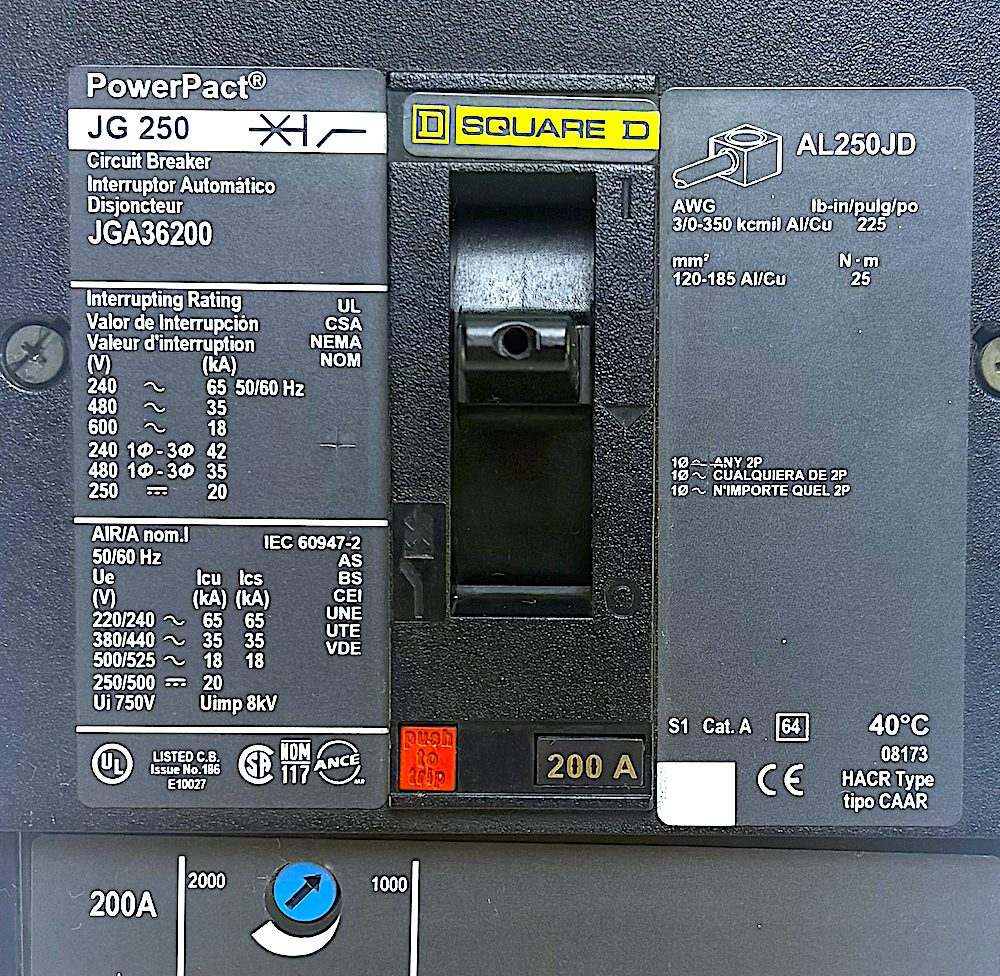 PowerPact®
JG 250
Circuit Breaker
Interruptor Automático
Disjoncteur
JGA36200
Interrupting Rating UL
Valor de Interrupción CSA
Valeur d'interruption NEMA
(V) (kA) NOM
240 ~ 65 50/60 Hz
480 ~ 35
600 ~ 18
240 1Φ - 3Φ 42
480 1Φ - 3Φ 35
250 ⎓ 20
AIR/A nom.I IEC 60947-2
50/60 Hz AS
Ue Icu Ics BS
(V) (kA) (kA) CEI
220/240 ~ 65 65 UNE
380/440 ~ 35 35 UTE
500/525 ~ 18 18 VDE
250/500 ⎓ 20
Ui 750V Uimp 8kV
UL
LISTED C.B.
Issue No.186
E10027
SA
NOM
117
ANCE
D SQUARE D
I
O
push
to
trip
200 A
AL250JD
AWG lb-in/pulg/po
3/0-350 kcmil Al/Cu 225
mm² N·m
120-185 Al/Cu 25
1Ø ~ ANY 2P
1Ø ~ CUALQUIERA DE 2P
1Ø ~ N'IMPORTE QUEL 2P
S1 Cat. A 64 40°C
08173
CE HACR Type
tipo CAAR
200A 2000 1000